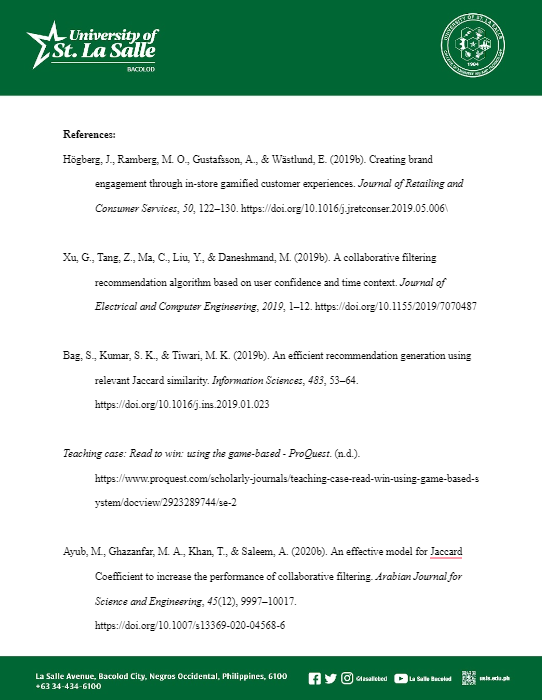 University of
St. La Salle
BACOLOD
1984
References:
Högberg, J., Ramberg, M. O., Gustafsson, A., & Wästlund, E. (2019b). Creating brand
engagement through in-store gamified customer experiences. Journal of Retailing and
Consumer Services, 50, 122–130. https://doi.org/10.1016/j.jretconser.2019.05.006\
Xu, G., Tang, Z., Ma, C., Liu, Y., & Daneshmand, M. (2019b). A collaborative filtering
recommendation algorithm based on user confidence and time context. Journal of
Electrical and Computer Engineering, 2019, 1–12. https://doi.org/10.1155/2019/7070487
Bag, S., Kumar, S. K., & Tiwari, M. K. (2019b). An efficient recommendation generation using
relevant Jaccard similarity. Information Sciences, 483, 53–64.
https://doi.org/10.1016/j.ins.2019.01.023
Teaching case: Read to win: using the game-based - ProQuest. (n.d.).
https://www.proquest.com/scholarly-journals/teaching-case-read-win-using-game-based-s
ystem/docview/2923289744/se-2
Ayub, M., Ghazanfar, M. A., Khan, T., & Saleem, A. (2020b). An effective model for Jaccard
Coefficient to increase the performance of collaborative filtering. Arabian Journal for
Science and Engineering, 45(12), 9997–10017.
https://doi.org/10.1007/s13369-020-04568-6
La Salle Avenue, Bacolod City, Negros Occidental, Philippines, 6100
+63 34-434-6100
@lasallebcd
La Salle Bacolod
usls.edu.ph